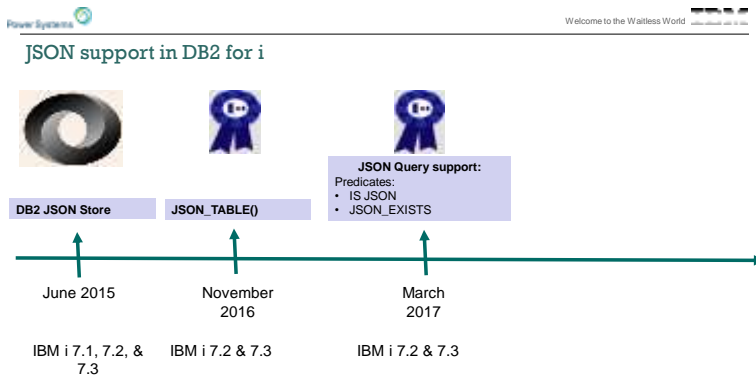 Power Systems
Welcome to the Waitless World
JSON support in DB2 for i
DB2 JSON Store
JSON_TABLE()
JSON Query support:
Predicates:
• IS JSON
• JSON_EXISTS
June 2015
November
2016
March
2017
IBM i 7.1, 7.2, &
7.3
IBM i 7.2 & 7.3
IBM i 7.2 & 7.3